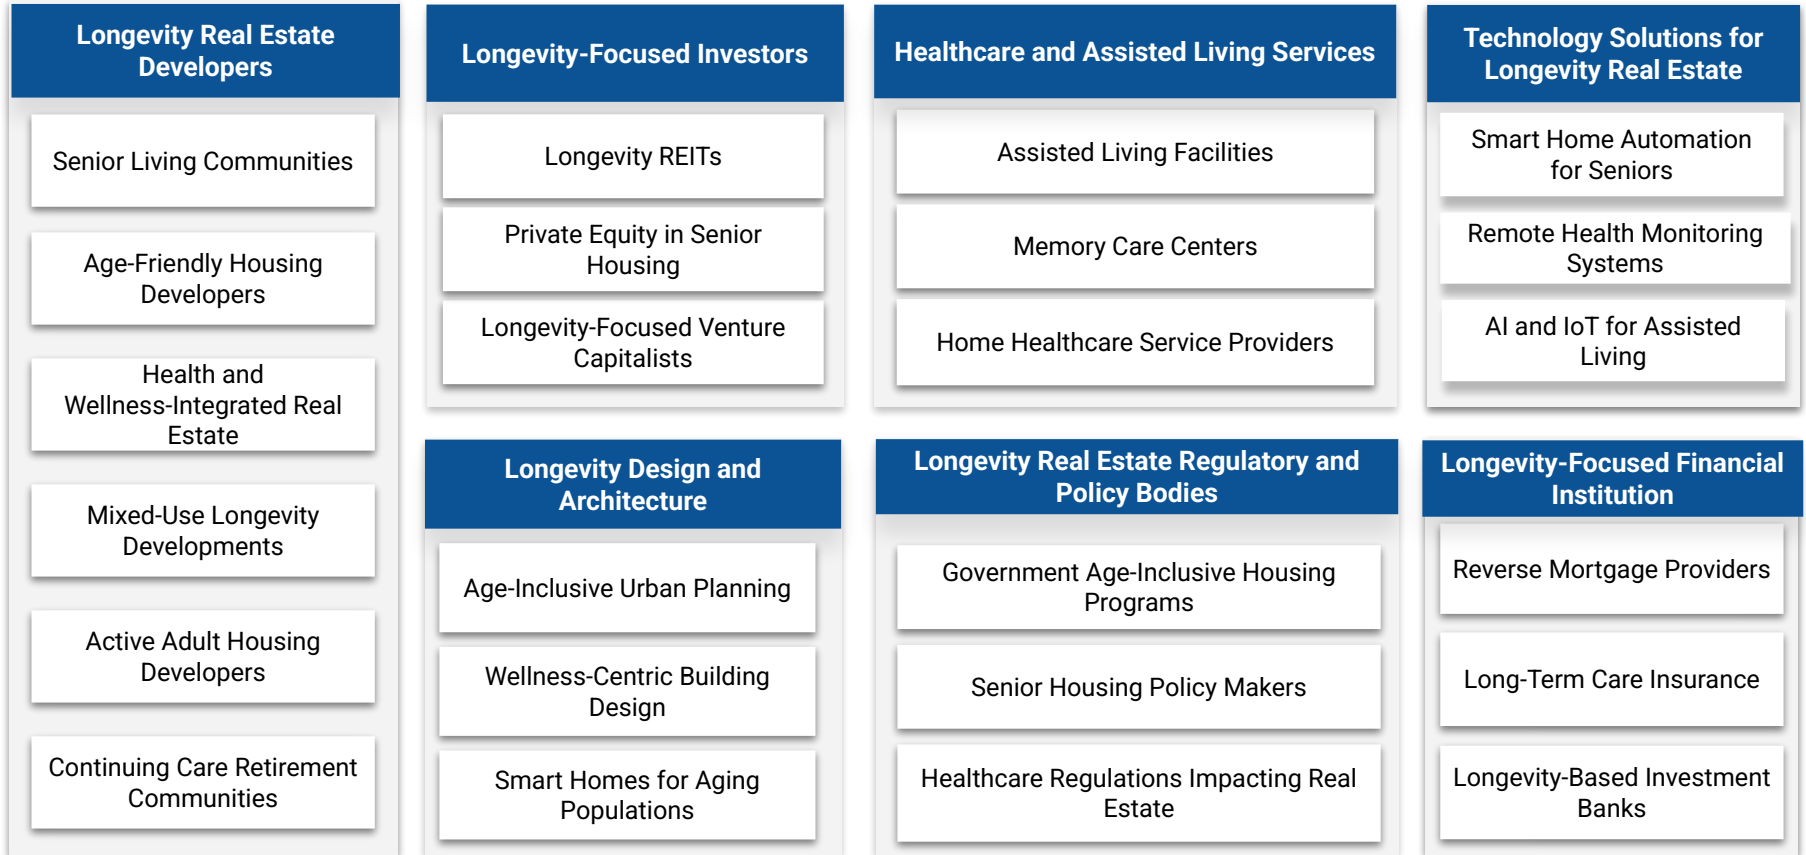 Longevity Real Estate
Developers
Senior Living Communities
Age-Friendly Housing
Developers
Health and
Wellness-Integrated Real
Estate
Mixed-Use Longevity
Developments
Active Adult Housing
Developers
Continuing Care Retirement
Communities
Longevity-Focused Investors
Longevity REITs
Private Equity in Senior
Housing
Longevity-Focused Venture
Capitalists
Healthcare and Assisted Living Services
Assisted Living Facilities
Memory Care Centers
Home Healthcare Service Providers
Technology Solutions for
Longevity Real Estate
Smart Home Automation
for Seniors
Remote Health Monitoring
Systems
AI and IoT for Assisted
Living
Longevity Design and
Architecture
Age-Inclusive Urban Planning
Wellness-Centric Building
Design
Smart Homes for Aging
Populations
Longevity Real Estate Regulatory and
Policy Bodies
Government Age-Inclusive Housing
Programs
Senior Housing Policy Makers
Healthcare Regulations Impacting Real
Estate
Longevity-Focused Financial
Institution
Reverse Mortgage Providers
Long-Term Care Insurance
Longevity-Based Investment
Banks